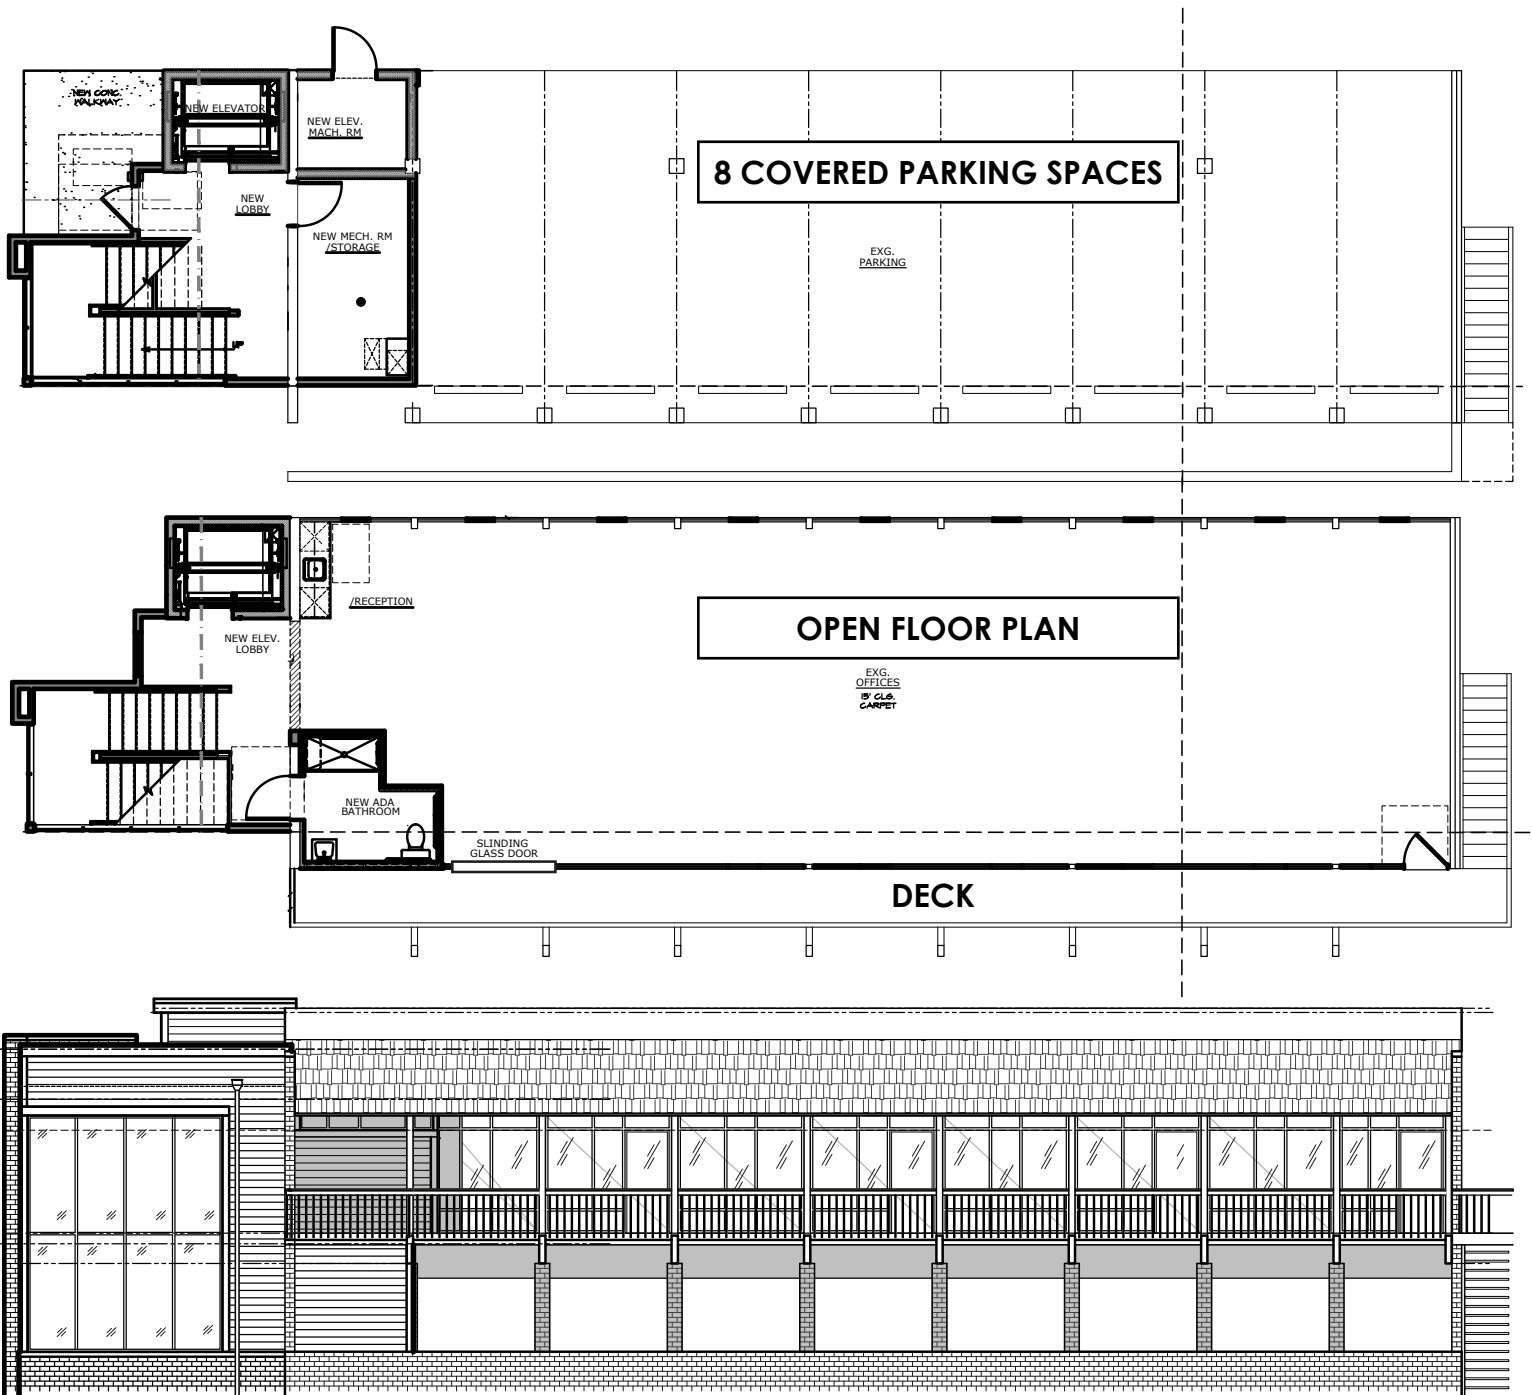 NEW CONC.
WALKWAY
NEW ELEVATOR
NEW ELEV.
MACH. RM
8 COVERED PARKING SPACES
NEW
LOBBY
NEW MECH. RM
/STORAGE
EXG.
PARKING
UP
/RECEPTION
OPEN FLOOR PLAN
NEW ELEV.
LOBBY
EXG.
OFFICES
15' CLG.
CARPET
NEW ADA
BATHROOM
SLINDING
GLASS DOOR
DECK